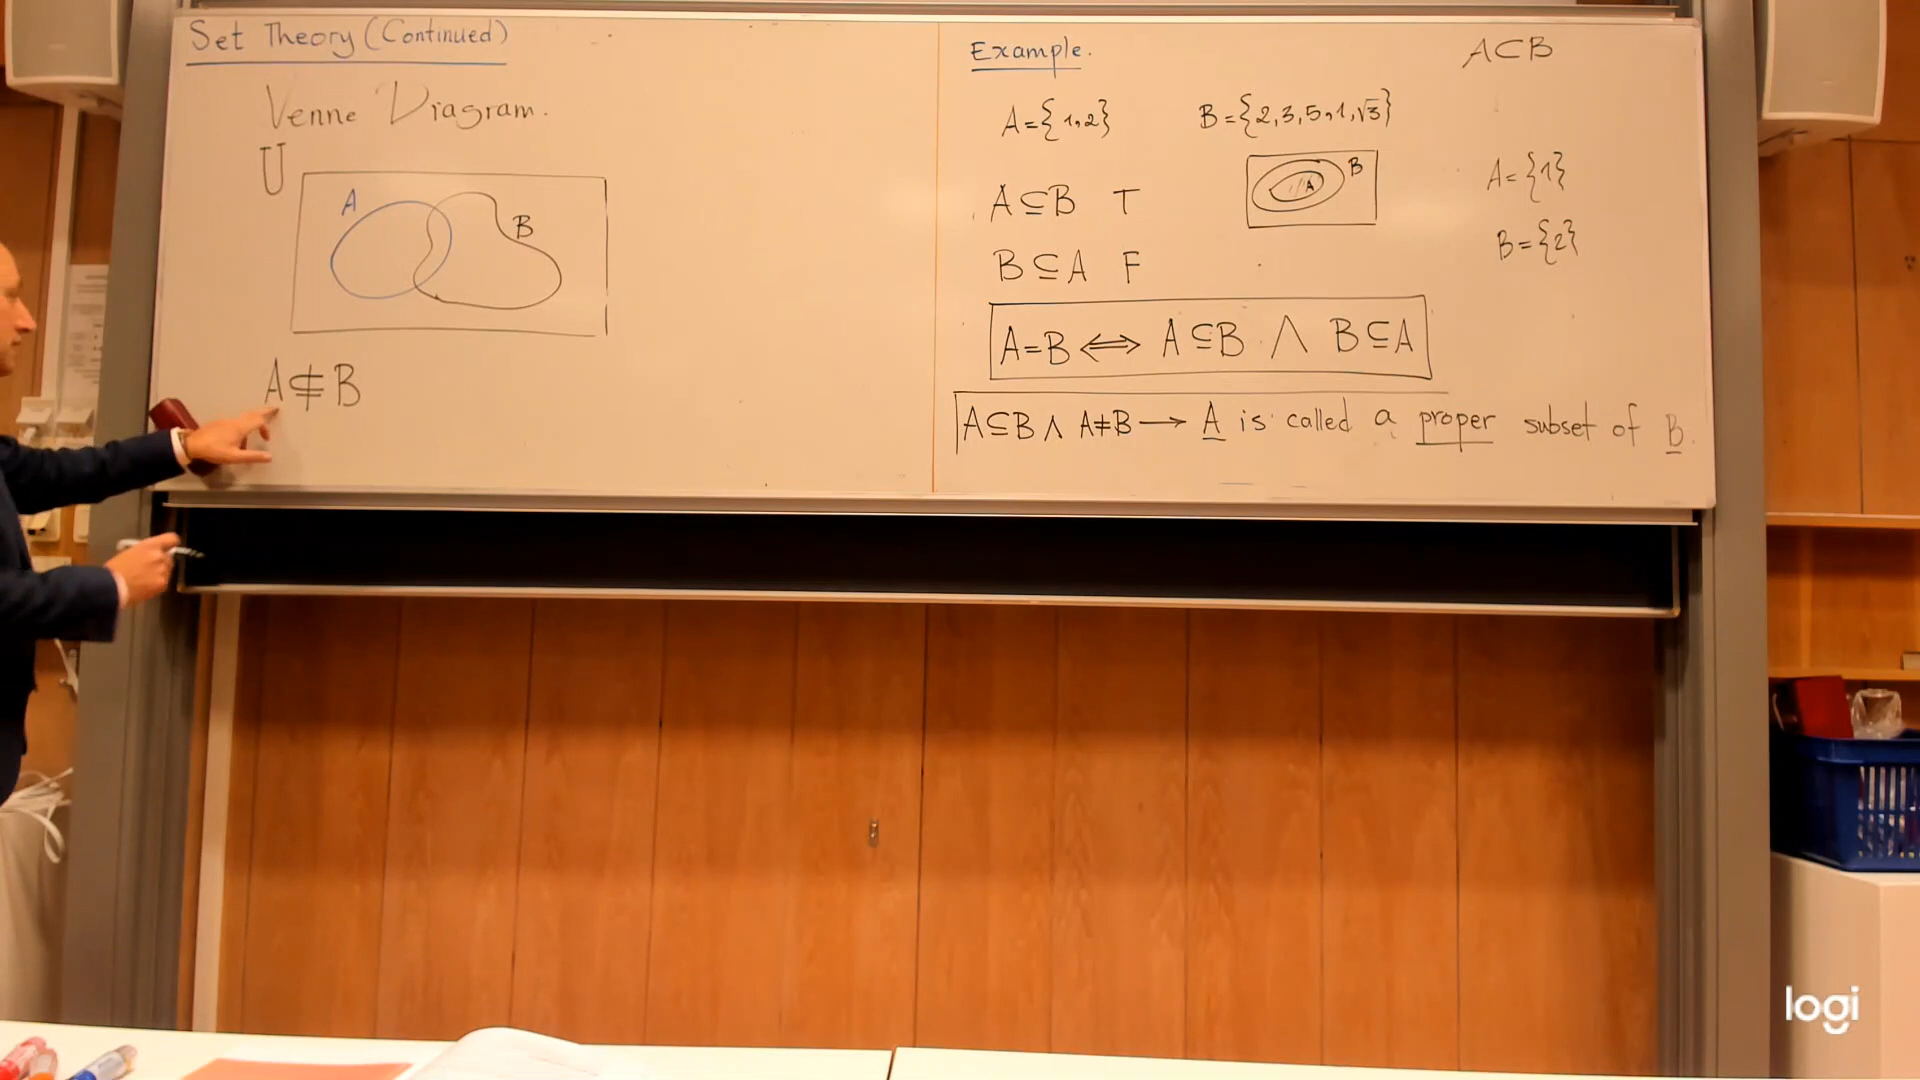 Set Theory (Continued)
Venne Diagram.
U
A
B
A ⊊ B
Example.
A⊂B
A={1,2}
B={2,3,5,1,√3}
B
A
A={1}
A⊆B T
B={2}
B⊆A F
A=B ⟺ A⊆B ∧ B⊆A
A⊆B ∧ A≠B → A is called a proper subset of B.
logi